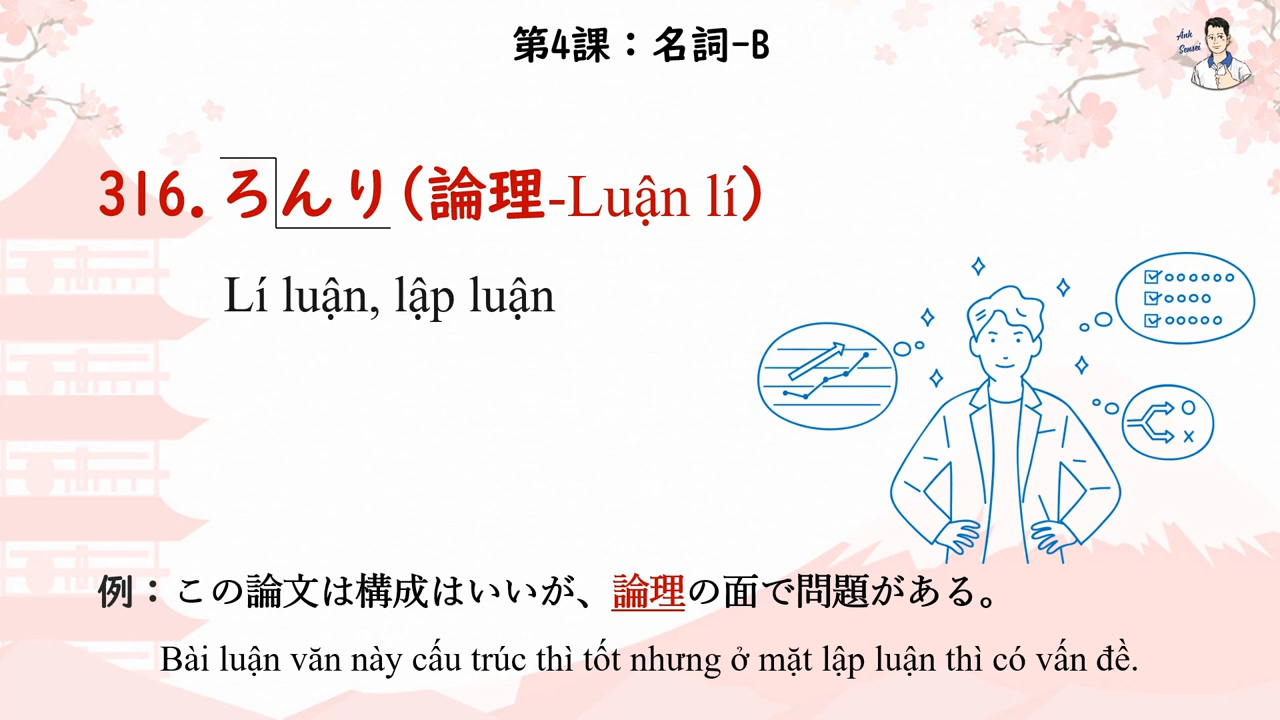 第4課：名詞-B
Anh
Sensei
316. ろんり(論理-Luận lí)
Lí luận, lập luận
例：この論文は構成はいいが、論理の面で問題がある。
Bài luận văn này cấu trúc thì tốt nhưng ở mặt lập luận thì có vấn đề.